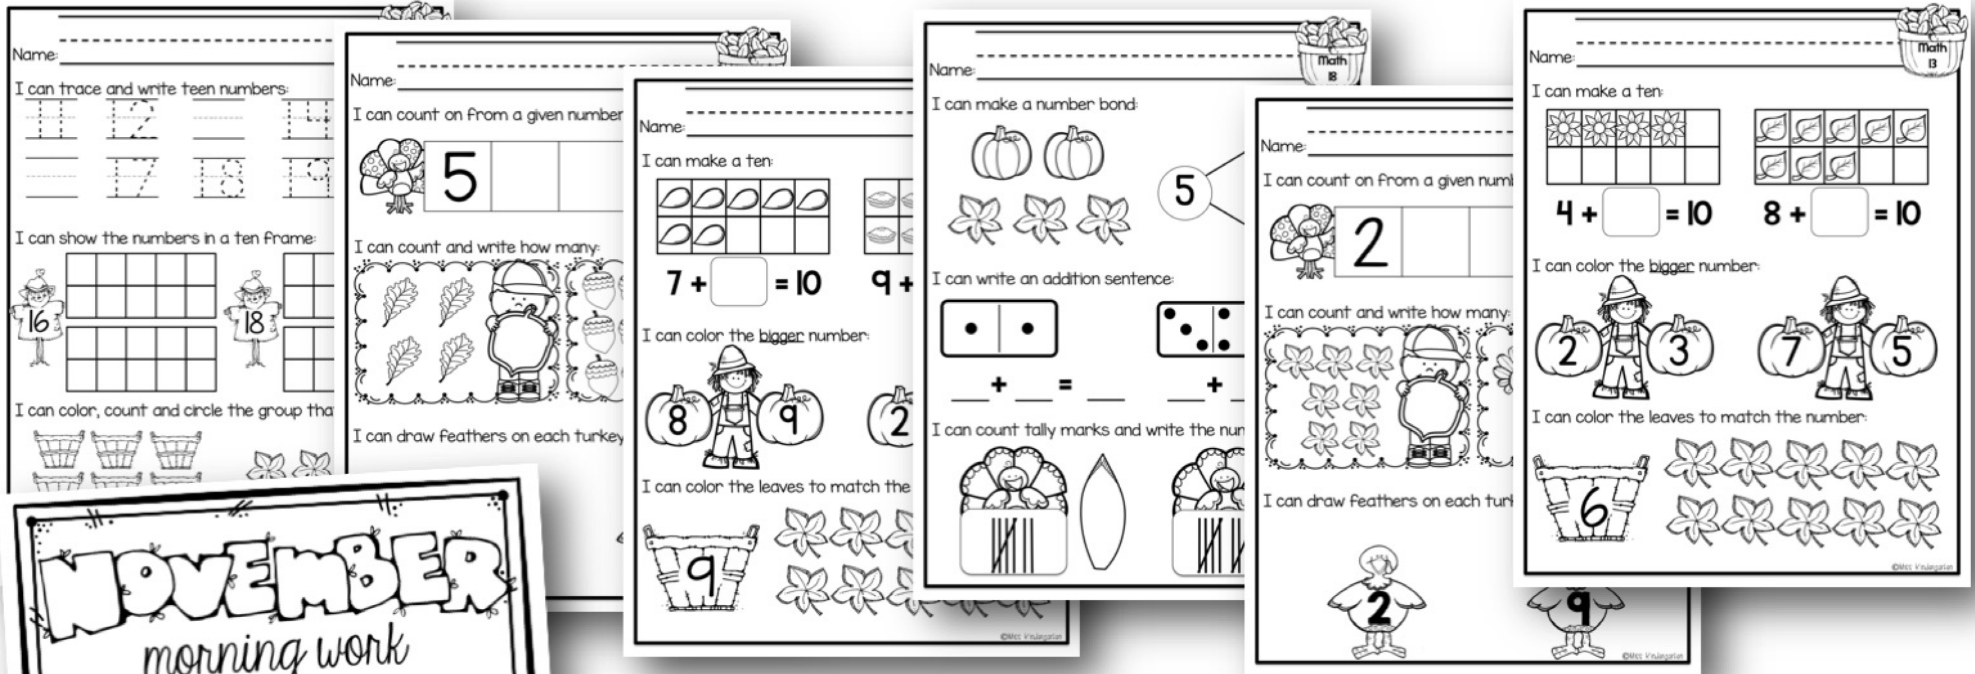 Name:
I can trace and write teen numbers:
11 12 14
17 18 19
I can show the numbers in a ten frame:
16 18
I can color, count and circle the group
NOVEMBER
morning work
Name:
I can count on from a given number
5
I can count and write how many:
I can draw feathers on each turkey
Name:
I can make a ten:
7 + = 10 9 +
I can color the bigger number:
8 9 2
I can color the leaves to match the
9
©Miss Kindergarten
Name:
Math
18
I can make a number bond:
5
I can write an addition sentence:
+ = +
I can count tally marks and write the
Name:
I can count on from a given
2
I can count and write how many:
I can draw feathers on each
2 9
©Miss Kindergarten
Name:
Math
13
I can make a ten:
4 + = 10 8 + = 10
I can color the bigger number:
2 3 7 5
I can color the leaves to match the number:
6
©Miss Kindergarten